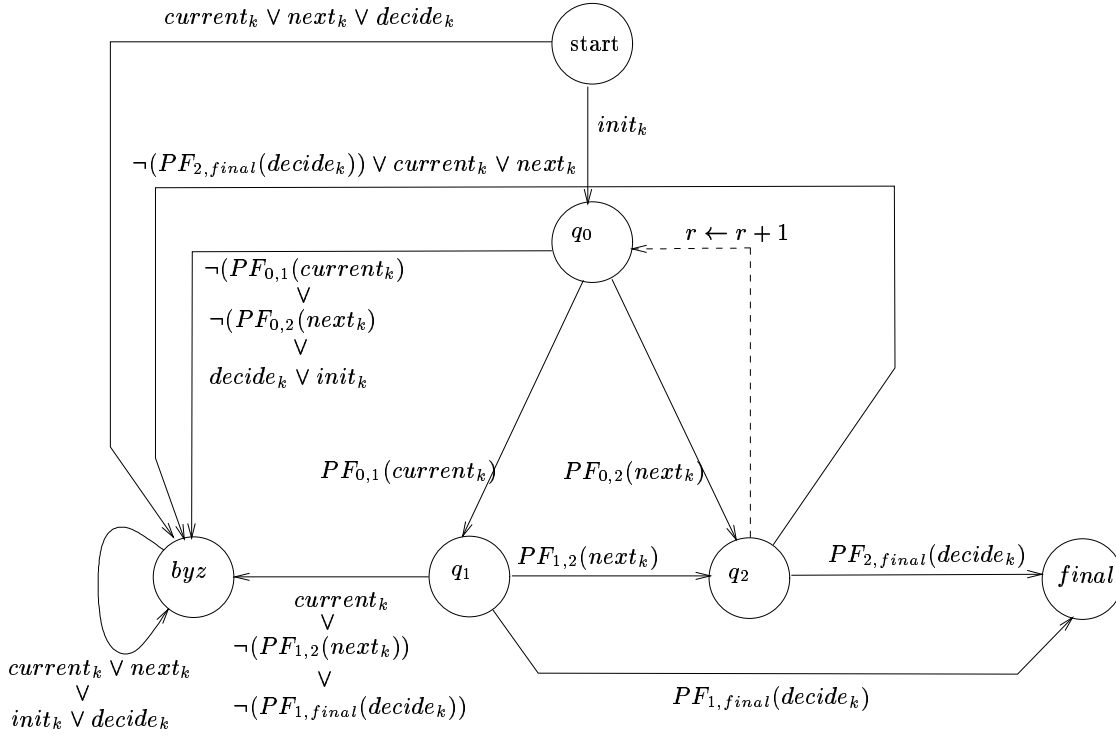 current_k ∨ next_k ∨ decide_k
start
init_k
¬(PF_{2,final}(decide_k)) ∨ current_k ∨ next_k
q_0
r ← r + 1
¬(PF_{0,1}(current_k)
∨
¬(PF_{0,2}(next_k)
∨
decide_k ∨ init_k
PF_{0,1}(current_k)
PF_{0,2}(next_k)
byz
q_1
PF_{1,2}(next_k)
q_2
PF_{2,final}(decide_k)
final
current_k
∨
¬(PF_{1,2}(next_k))
∨
¬(PF_{1,final}(decide_k))
current_k ∨ next_k
∨
init_k ∨ decide_k
PF_{1,final}(decide_k)